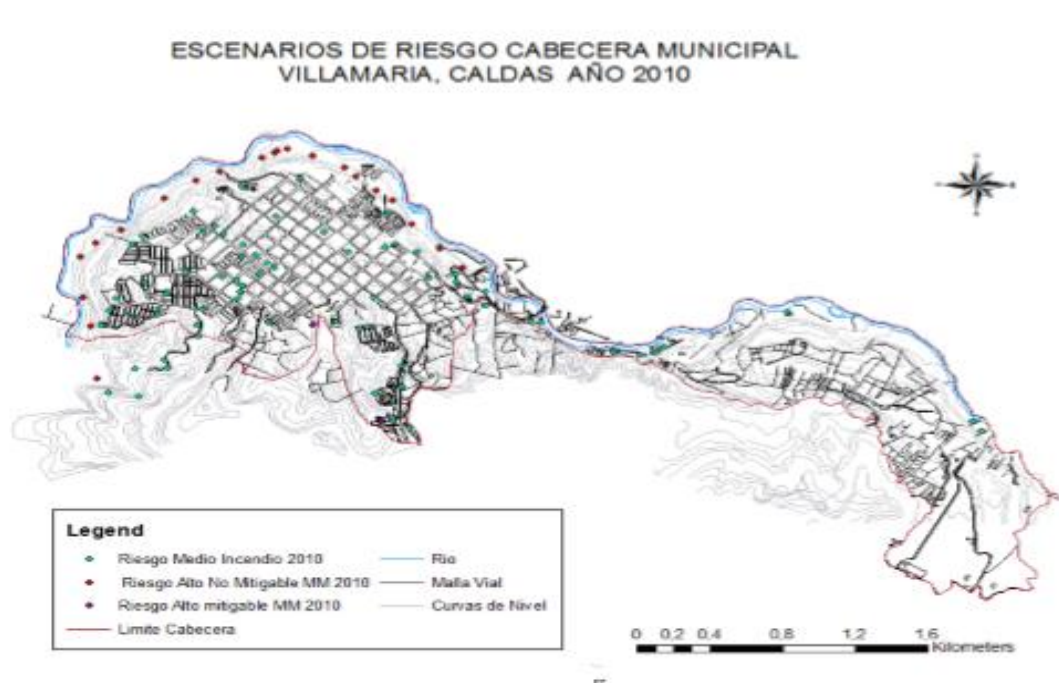 ESCENARIOS DE RIESGO CABECERA MUNICIPAL
VILLAMARIA, CALDAS AÑO 2010
Legend
Riesgo Medio Incendio 2010
Riesgo Alto No Mitigable MM 2010
Riesgo Alto mitigable MM 2010
Limite Cabecera
Rio
Malla Vial
Curvas de Nivel
0 0,2 0,4 0,8 1,2 1,6
Kilometers